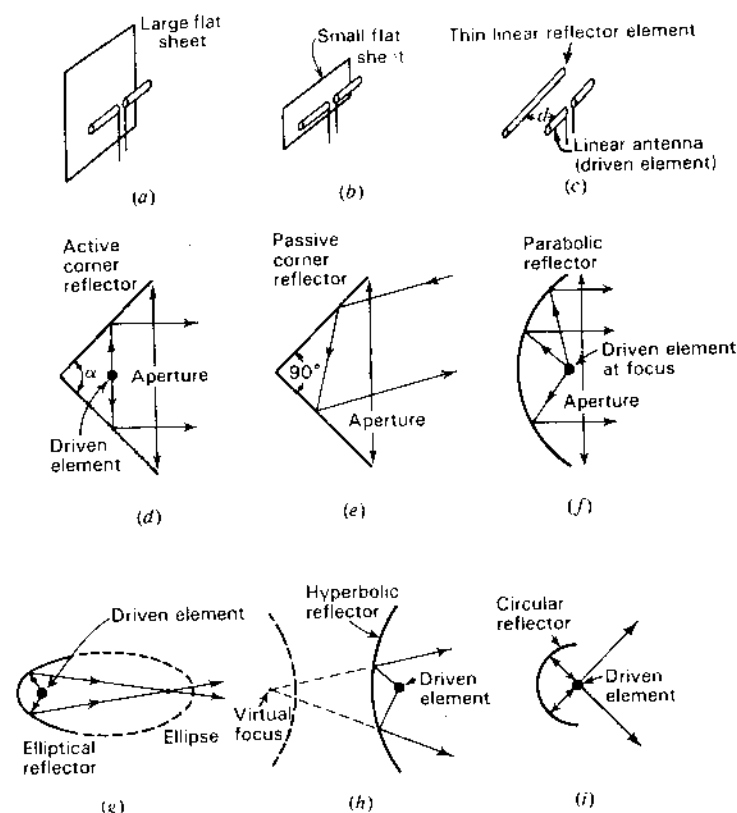 Large flat
sheet
Small flat
sheet
Thin linear reflector element
d
Linear antenna
(driven element)
(a)
(b)
(c)
Active
corner
reflector
α
Aperture
Driven
element
(d)
Passive
corner
reflector
90°
Aperture
(e)
Parabolic
reflector
Driven element
at focus
Aperture
(f)
Driven element
Elliptical
reflector
Ellipse
(g)
Hyperbolic
reflector
Virtual
focus
Driven
element
(h)
Circular
reflector
Driven
element
(i)